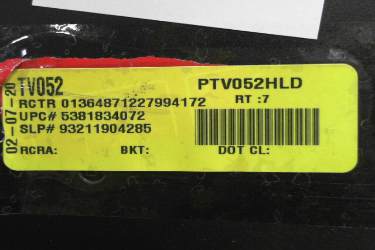 TV052 PTV052HLD
RCTR 01364871227994172 RT :7
UPC# 5381834072
SLP# 93211904285
RCRA: BKT: DOT CL:
02-07-20